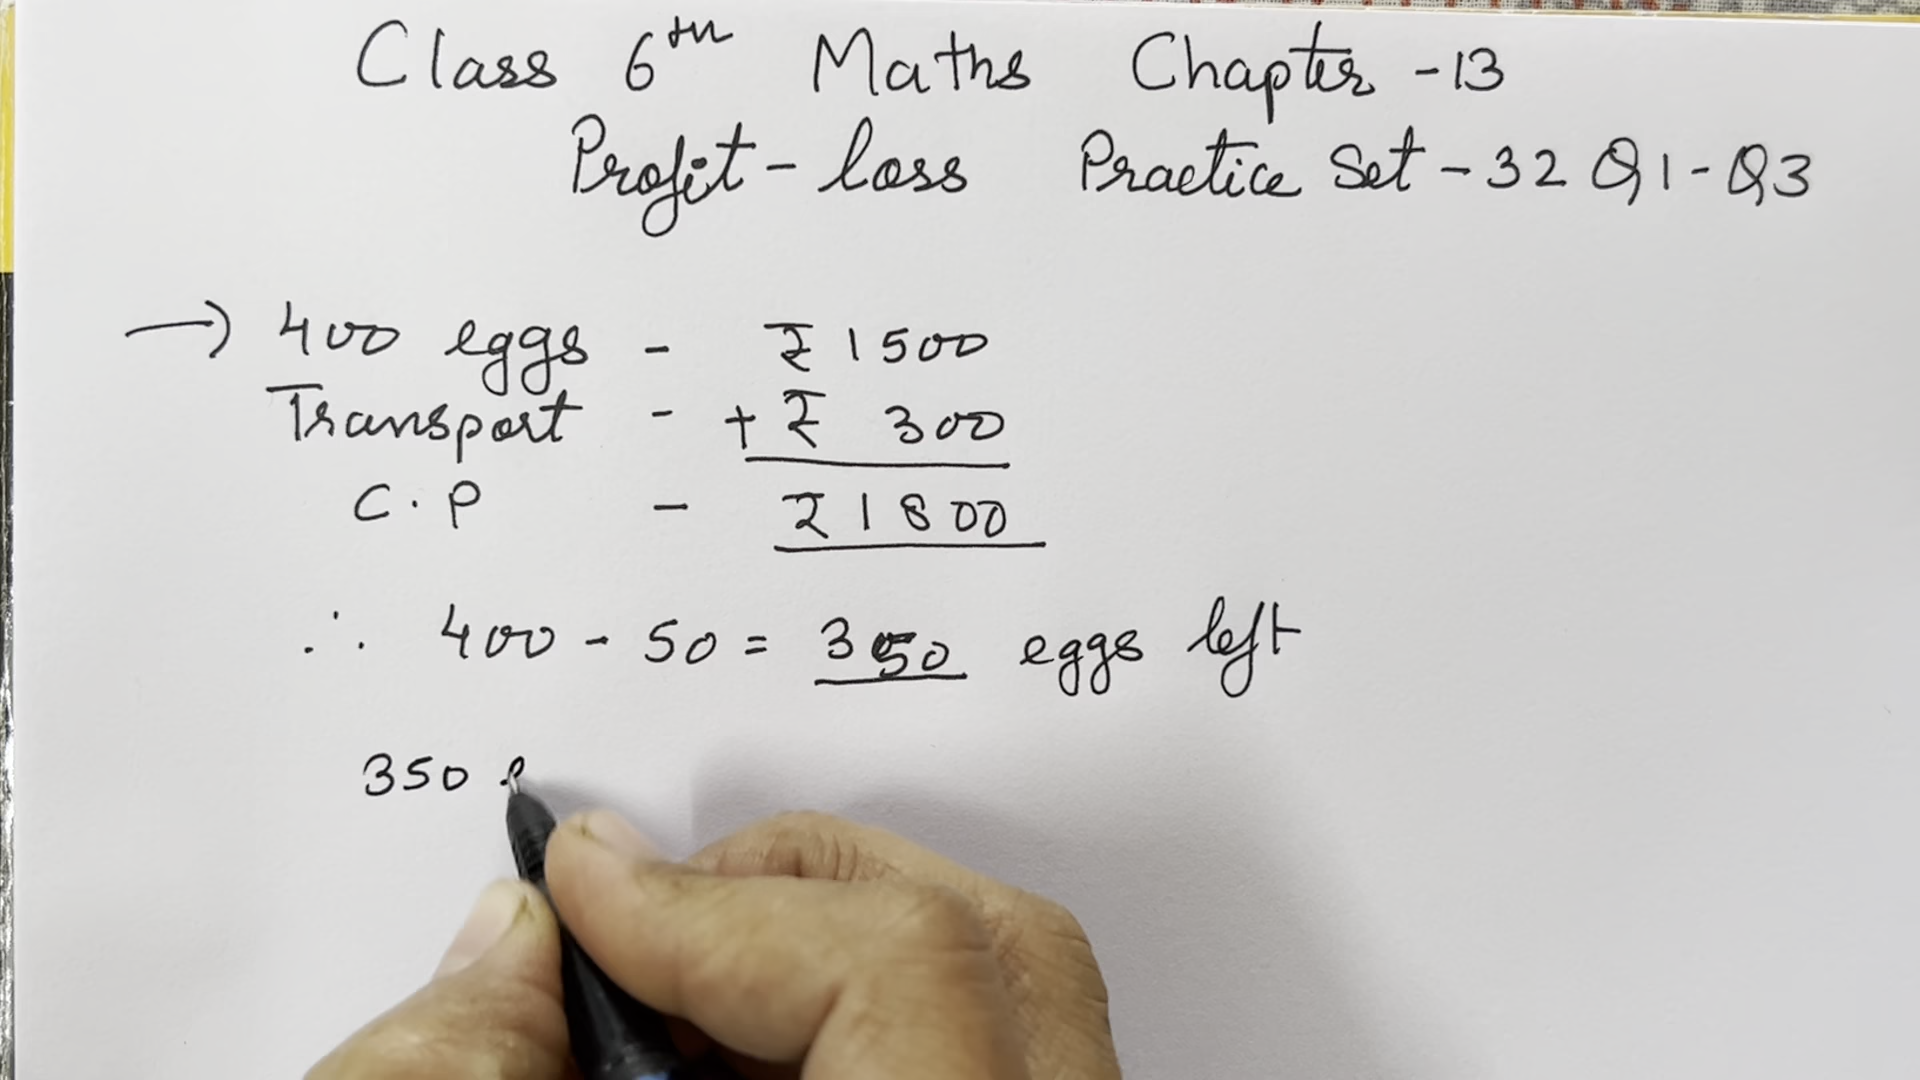 Class 6th Maths Chapter -13
Profit - loss Practice Set - 32 Q1 - Q3
→ 400 eggs - ₹ 1500
Transport - + ₹ 300
C.P - ₹ 1800
∴ 400 - 50 = 350 eggs left
350 e